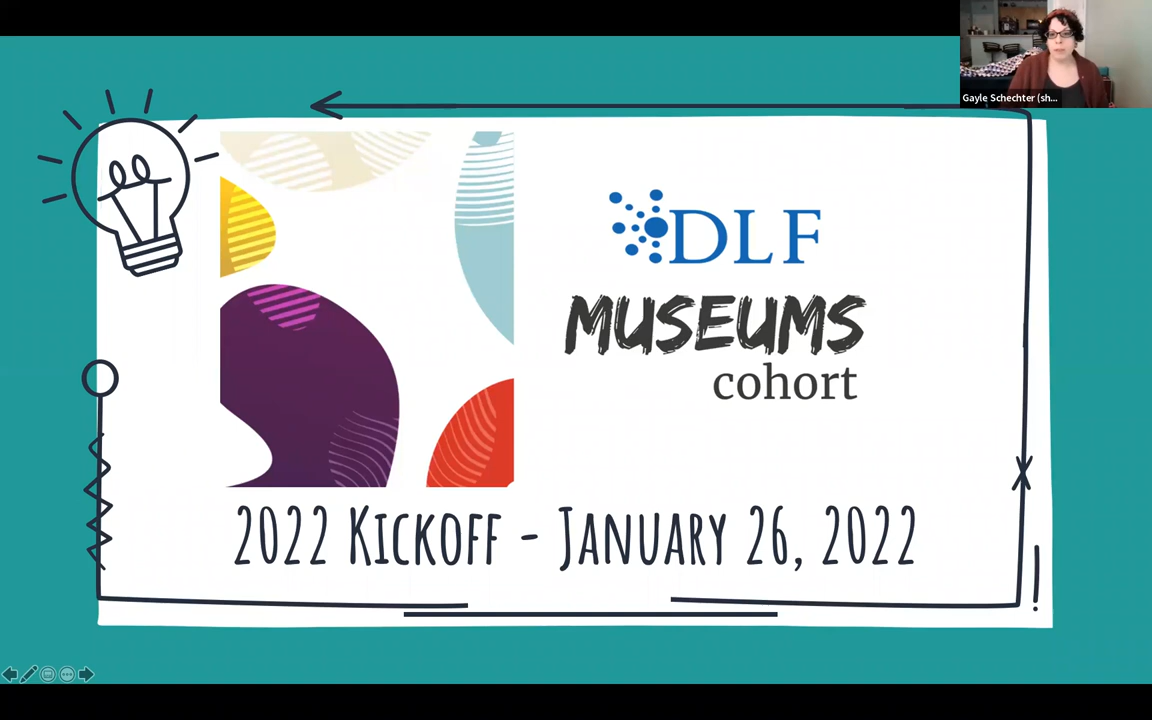 Gayle Schechter (sh...
DLF
MUSEUMS
cohort
2022 Kickoff - January 26, 2022